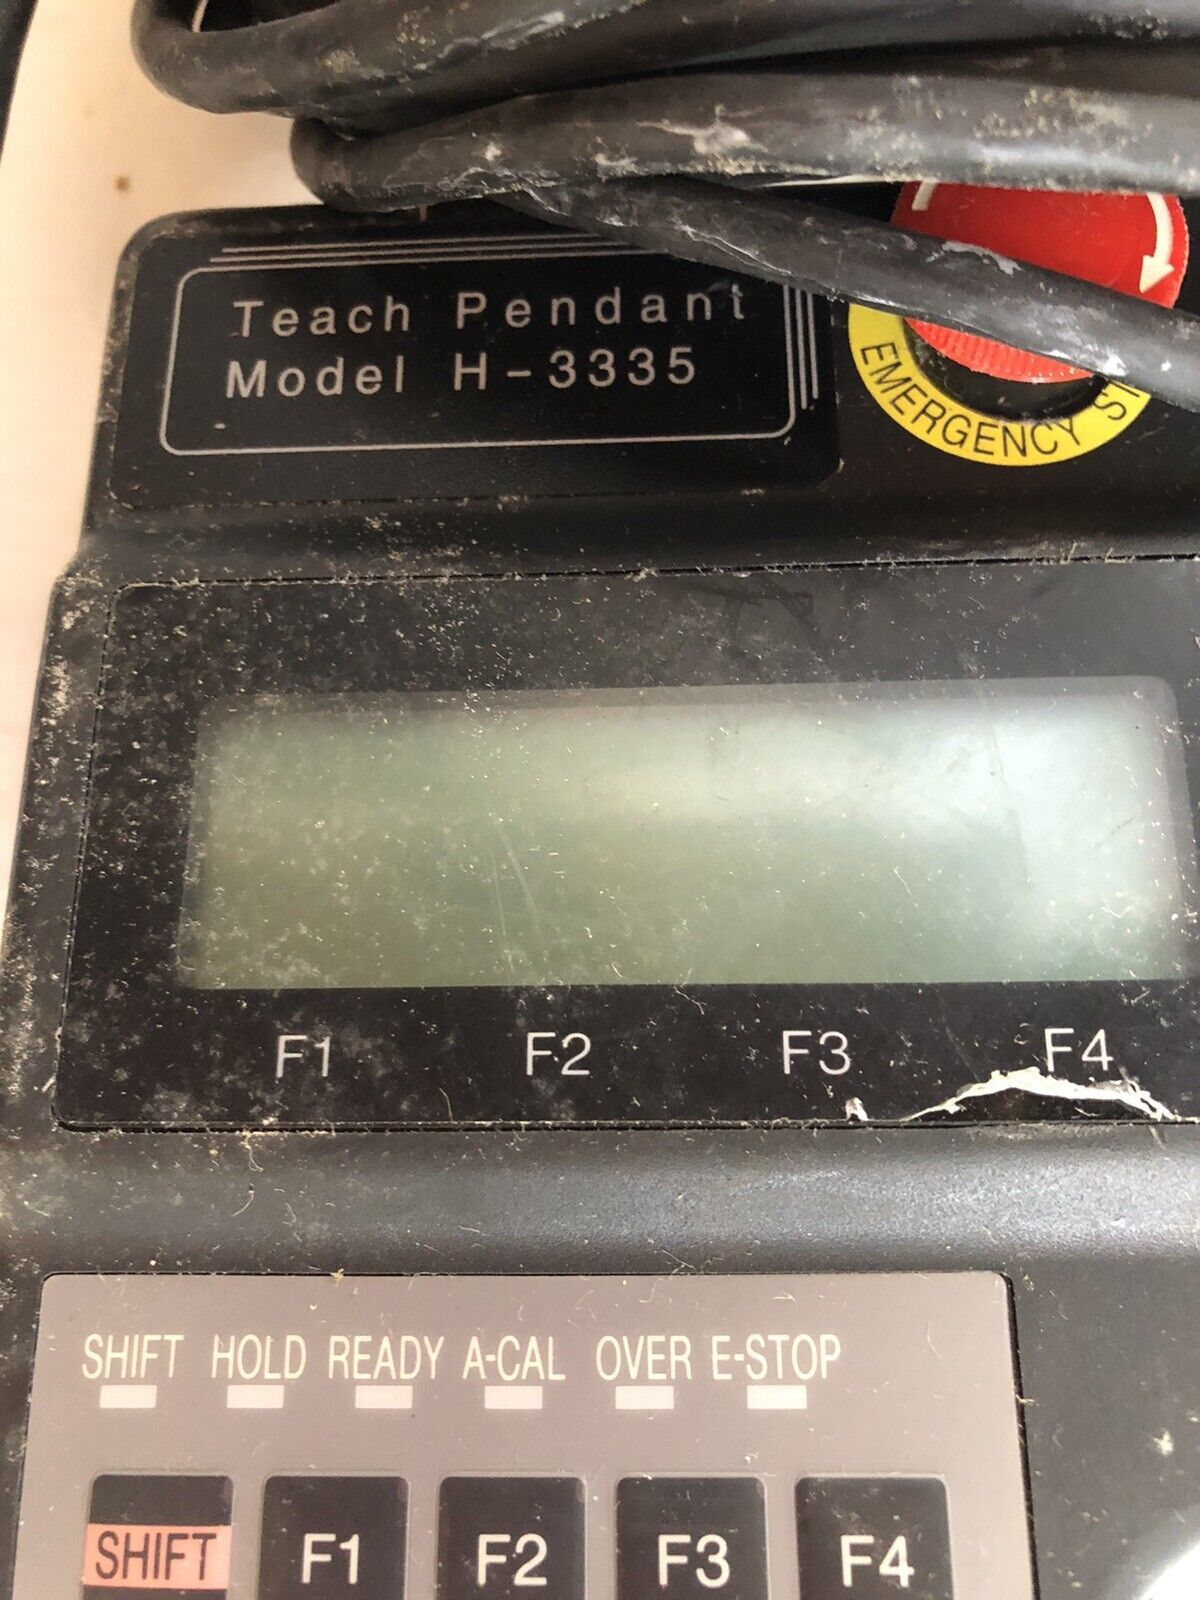 Teach Pendant
Model H-3335
EMERGENCY
F1 F2 F3 F4
SHIFT HOLD READY A-CAL OVER E-STOP
SHIFT F1 F2 F3 F4